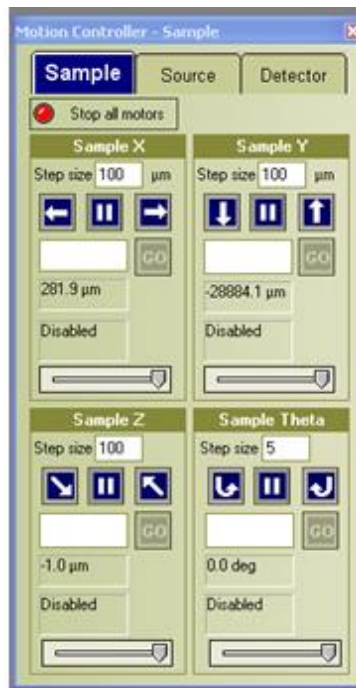 Motion Controller - Sample
Sample Source Detector
Stop all motors
Sample X
Step size 100 µm
GO
281.9 µm
Disabled
Sample Y
Step size 100 µm
GO
-28884.1 µm
Disabled
Sample Z
Step size 100
GO
-1.0 µm
Disabled
Sample Theta
Step size 5
GO
0.0 deg
Disabled